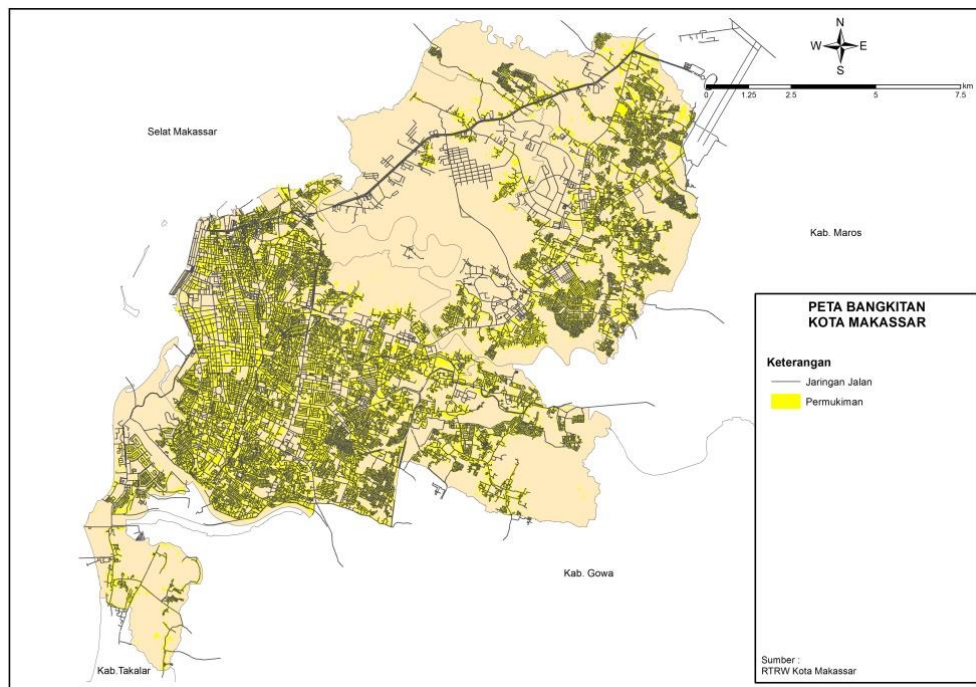 N
W E
S
km
0 1.25 2.5 5 7.5
Selat Makassar
Kab. Maros
PETA BANGKITAN
KOTA MAKASSAR
Keterangan
Jaringan Jalan
Permukiman
Kab. Gowa
Sumber :
RTRW Kota Makassar
Kab.Takalar